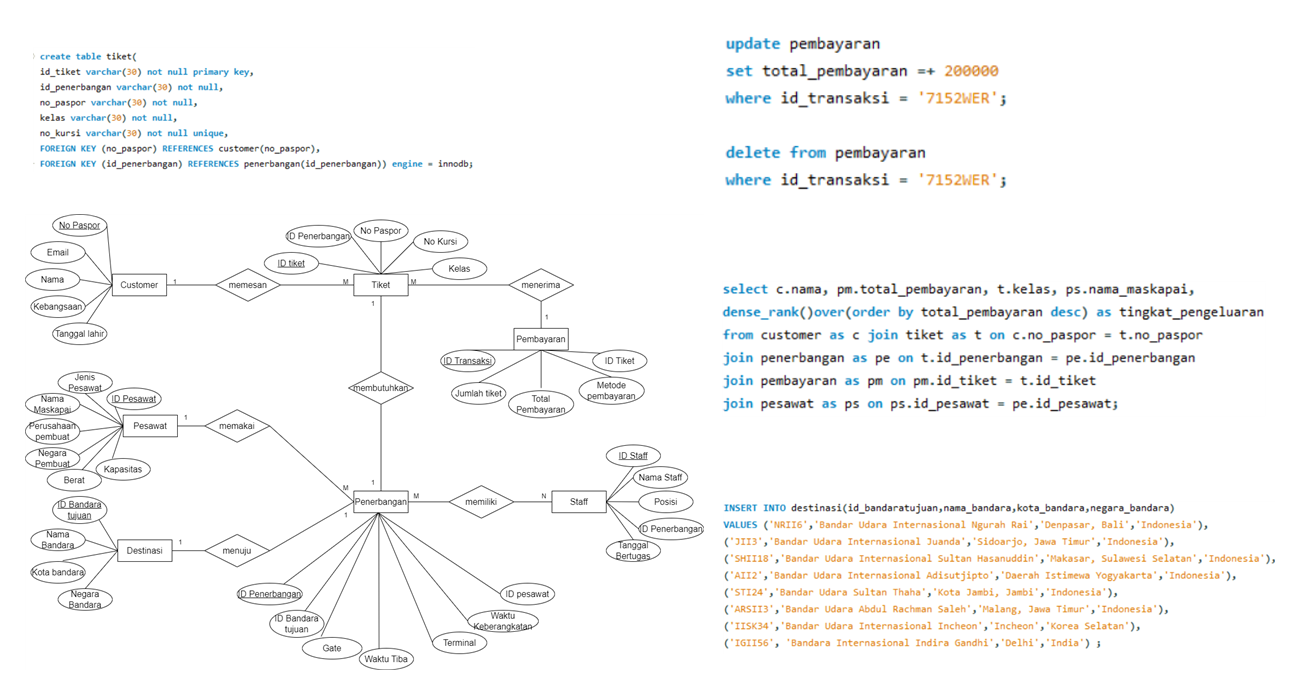 create table tiket(
id_tiket varchar(30) not null primary key,
id_penerbangan varchar(30) not null,
no_paspor varchar(30) not null,
kelas varchar(30) not null,
no_kursi varchar(30) not null unique,
FOREIGN KEY (no_paspor) REFERENCES customer(no_paspor),
FOREIGN KEY (id_penerbangan) REFERENCES penerbangan(id_penerbangan)) engine = innodb;
No Paspor
Email
Nama
Kebangsaan
Tanggal lahir
Customer
1
memesan
M
ID Penerbangan
No Paspor
No Kursi
ID tiket
Kelas
Tiket
M
1
menerima
1
Pembayaran
ID Transaksi
ID Tiket
Jumlah tiket
Total
Pembayaran
Metode
pembayaran
membutuhkan
1
Jenis
Pesawat
Nama
Maskapai
ID Pesawat
Perusahaan
pembuat
Negara
Pembuat
Berat
Kapasitas
Pesawat
1
memakai
M
Penerbangan
M
memiliki
N
Staff
ID Staff
Nama Staff
Posisi
ID Penerbangan
Tanggal
Bertugas
ID Bandara
tujuan
Nama
Bandara
Kota bandara
Negara
Bandara
Destinasi
1
menuju
1
ID Penerbangan
ID Bandara
tujuan
Gate
Waktu Tiba
Terminal
Waktu
Keberangkatan
ID pesawat
update pembayaran
set total_pembayaran =+ 200000
where id_transaksi = '7152WER';
delete from pembayaran
where id_transaksi = '7152WER';
select c.nama, pm.total_pembayaran, t.kelas, ps.nama_maskapai,
dense_rank()over(order by total_pembayaran desc) as tingkat_pengeluaran
from customer as c join tiket as t on c.no_paspor = t.no_paspor
join penerbangan as pe on t.id_penerbangan = pe.id_penerbangan
join pembayaran as pm on pm.id_tiket = t.id_tiket
join pesawat as ps on ps.id_pesawat = pe.id_pesawat;
INSERT INTO destinasi(id_bandaratujuan,nama_bandara,kota_bandara,negara_bandara)
VALUES ('NRII6','Bandar Udara Internasional Ngurah Rai','Denpasar, Bali','Indonesia'),
('JII3','Bandar Udara Internasional Juanda','Sidoarjo, Jawa Timur','Indonesia'),
('SHII18','Bandar Udara Internasional Sultan Hasanuddin','Makasar, Sulawesi Selatan','Indonesia'),
('AII2','Bandar Udara Internasional Adisutjipto','Daerah Istimewa Yogyakarta','Indonesia'),
('STI24','Bandar Udara Sultan Thaha','Kota Jambi, Jambi','Indonesia'),
('ARSII3','Bandar Udara Abdul Rachman Saleh','Malang, Jawa Timur','Indonesia'),
('IISK34','Bandar Udara Internasional Incheon','Incheon','Korea Selatan'),
('IGII56', 'Bandara Internasional Indira Gandhi','Delhi','India') ;